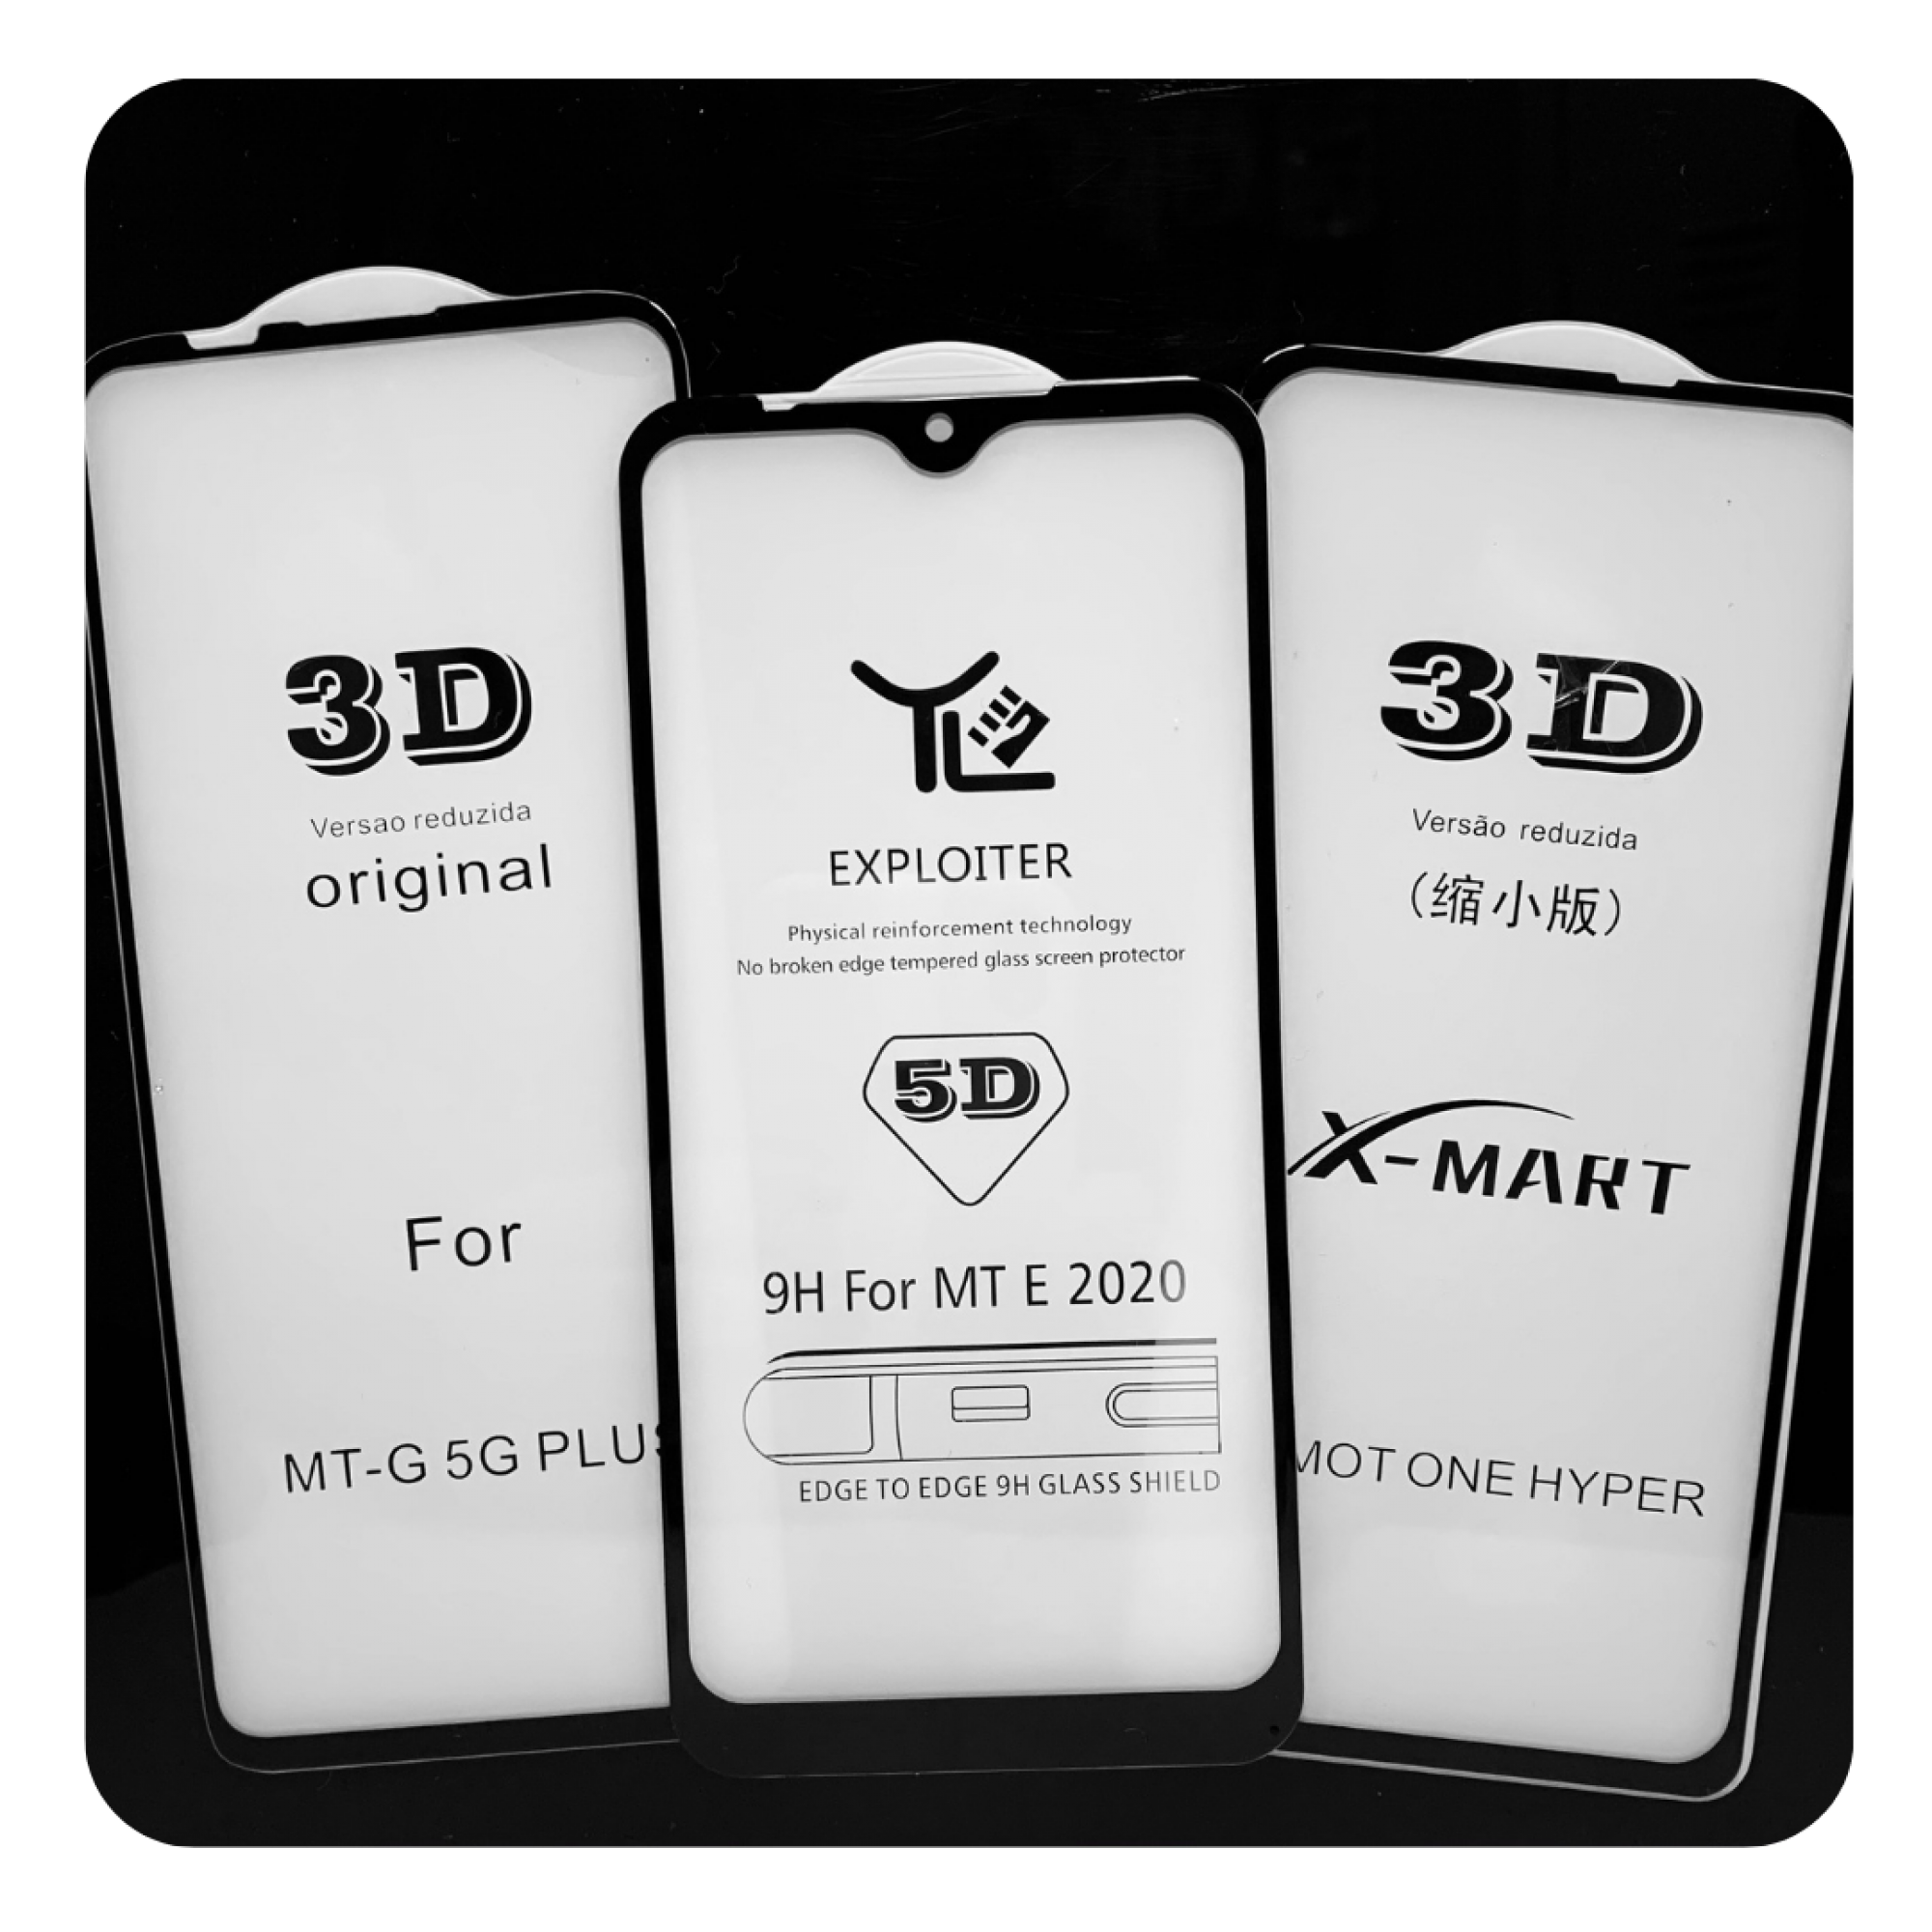 3D
Versao reduzida
original
For
MT-G 5G PLUS
YL
EXPLOITER
Physical reinforcement technology
No broken edge tempered glass screen protector
5D
9H For MT E 2020
EDGE TO EDGE 9H GLASS SHIELD
3D
Versão reduzida
(缩小版)
X-MART
MOT ONE HYPER